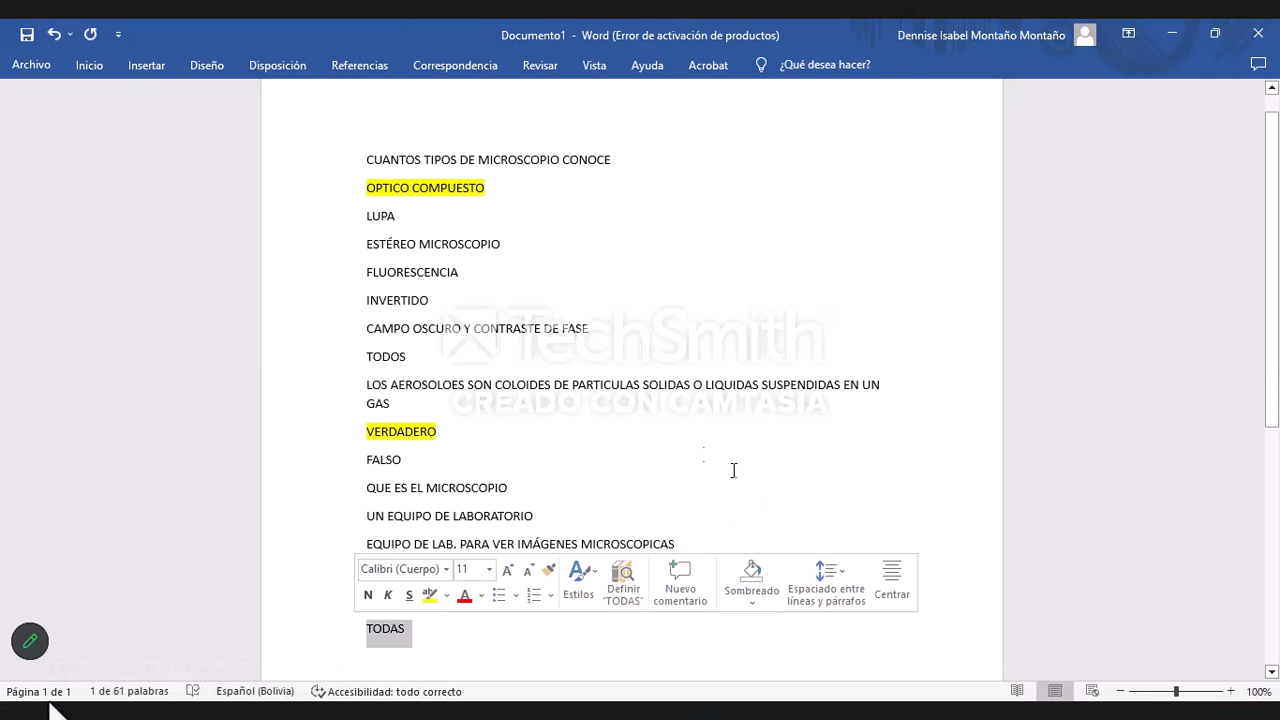 Documento1 - Word (Error de activación de productos)
Dennise Isabel Montaño Montaño
Archivo Inicio Insertar Diseño Disposición Referencias Correspondencia Revisar Vista Ayuda Acrobat ¿Qué desea hacer?
CUANTOS TIPOS DE MICROSCOPIO CONOCE
OPTICO COMPUESTO
LUPA
ESTÉREO MICROSCOPIO
FLUORESCENCIA
INVERTIDO
CAMPO OSCURO Y CONTRASTE DE FASE
TechSmith
TODOS
LOS AEROSOLOES SON COLOIDES DE PARTICULAS SOLIDAS O LIQUIDAS SUSPENDIDAS EN UN
GAS
CREADO CON CAMTASIA
VERDADERO
FALSO
QUE ES EL MICROSCOPIO
UN EQUIPO DE LABORATORIO
EQUIPO DE LAB. PARA VER IMÁGENES MICROSCOPICAS
Calibri (Cuerpo) 11
N K S
Estilos
Definir
"TODAS"
Nuevo
comentario
Sombreado
Espaciado entre
líneas y párrafos
Centrar
TODAS
Página 1 de 1 1 de 61 palabras Español (Bolivia) Accesibilidad: todo correcto 100%